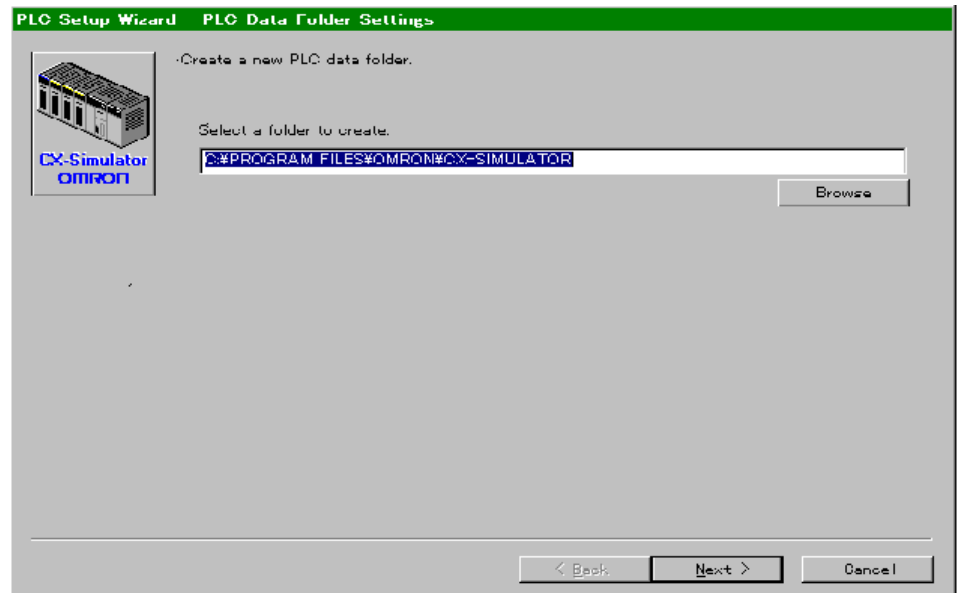 PLC Setup Wizard PLC Data Folder Settings
·Create a new PLC data folder.
Select a folder to create.
CX-Simulator
OMRON
C:¥PROGRAM FILES¥OMRON¥CX-SIMULATOR
Browse
< Back
Next >
Cancel